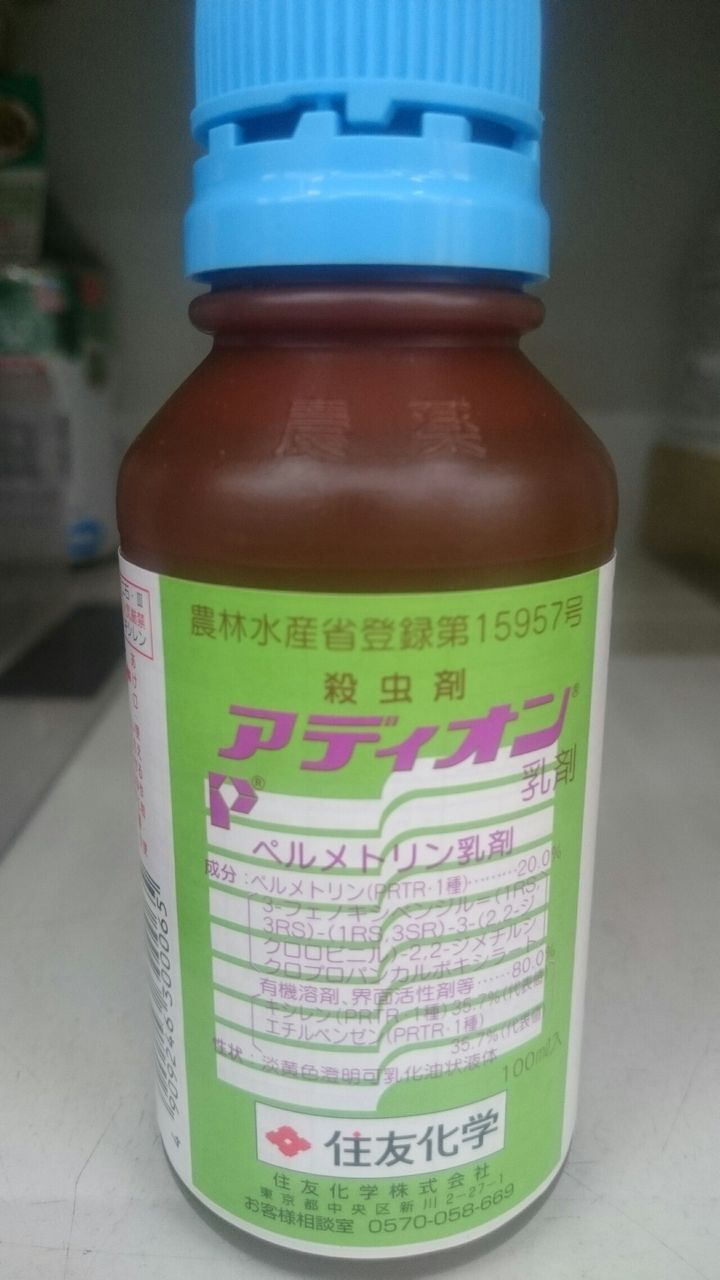 農薬
農林水産省登録第15957号
殺虫剤
アディオン®
乳剤
P®
ペルメトリン乳剤
成分:ペルメトリン(PRTR・1種)………20.0%
3-フェノキシベンジル=(1RS,
3RS)-(1RS,3SR)-3-(2,2-ジ
クロロビニル)-2,2-ジメチルシ
クロプロパンカルボキシラート
有機溶剤、界面活性剤等……80.0%
キシレン(PRTR・1種)35.7%(代表値)
エチルベンゼン(PRTR・1種)
35.7%(代表値)
性状:淡黄色澄明可乳化油状液体
100mℓ入
住友化学
住友化学株式会社
東京都中央区新川2-27-1
お客様相談室 0570-058-669